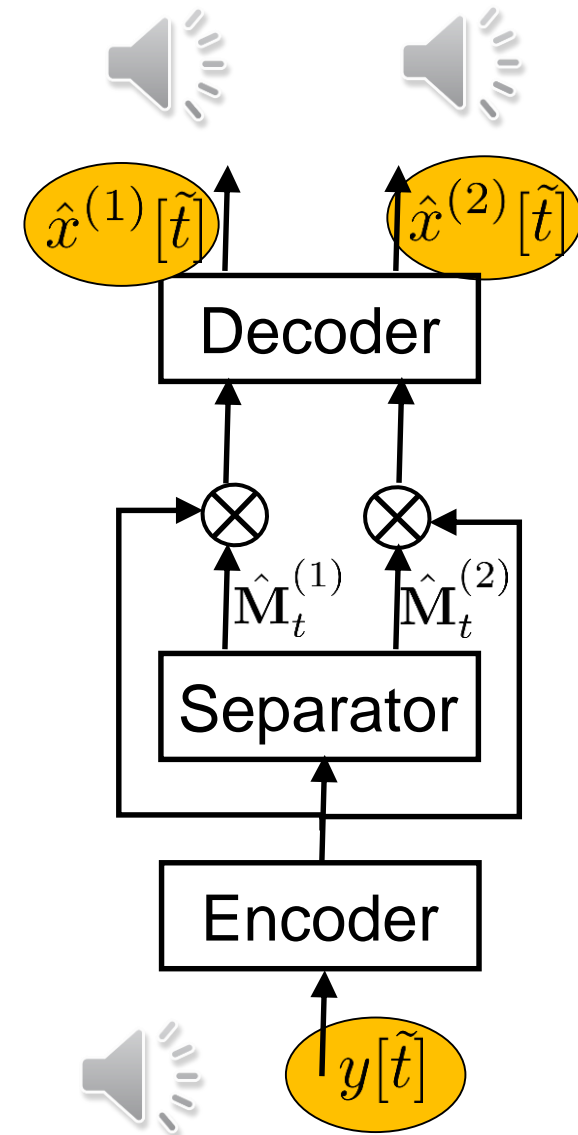 x̂⁽¹⁾[t̃] x̂⁽²⁾[t̃]
Decoder
M̂ₜ⁽¹⁾ M̂ₜ⁽²⁾
Separator
Encoder
y[t̃]